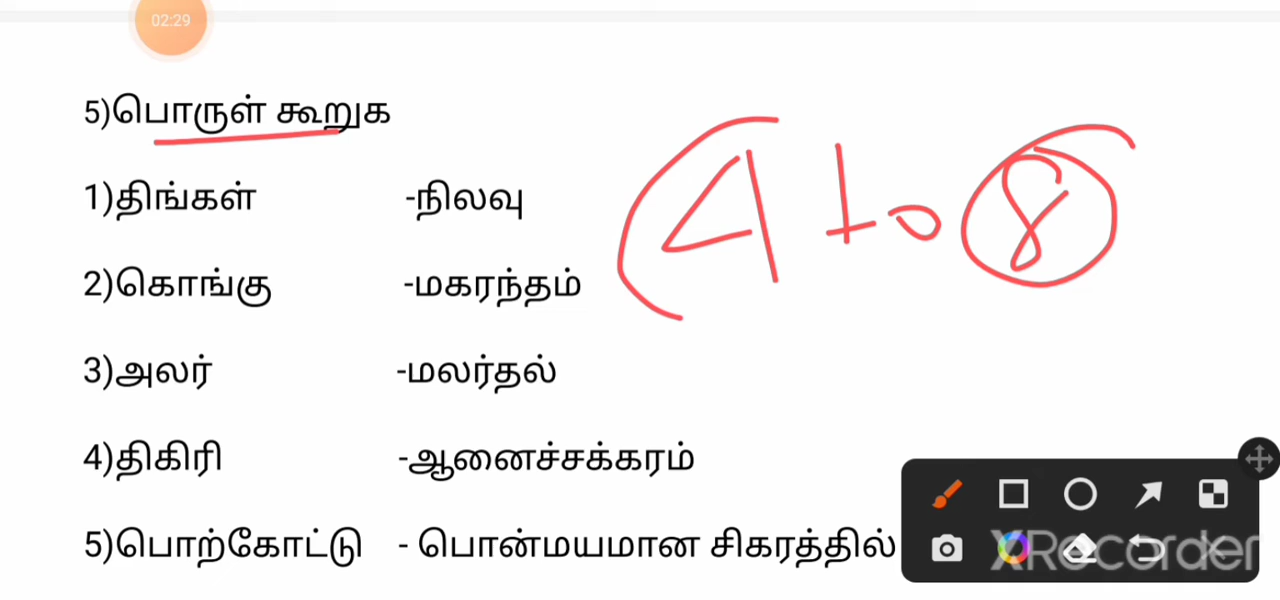 02:29
5)பொருள் கூறுக
1)திங்கள் -நிலவு
2)கொங்கு -மகரந்தம்
3)அலர் -மலர்தல்
4)திகிரி -ஆனைச்சக்கரம்
5)பொற்கோட்டு - பொன்மயமான சிகரத்தில்
4 to 8
XRecorder